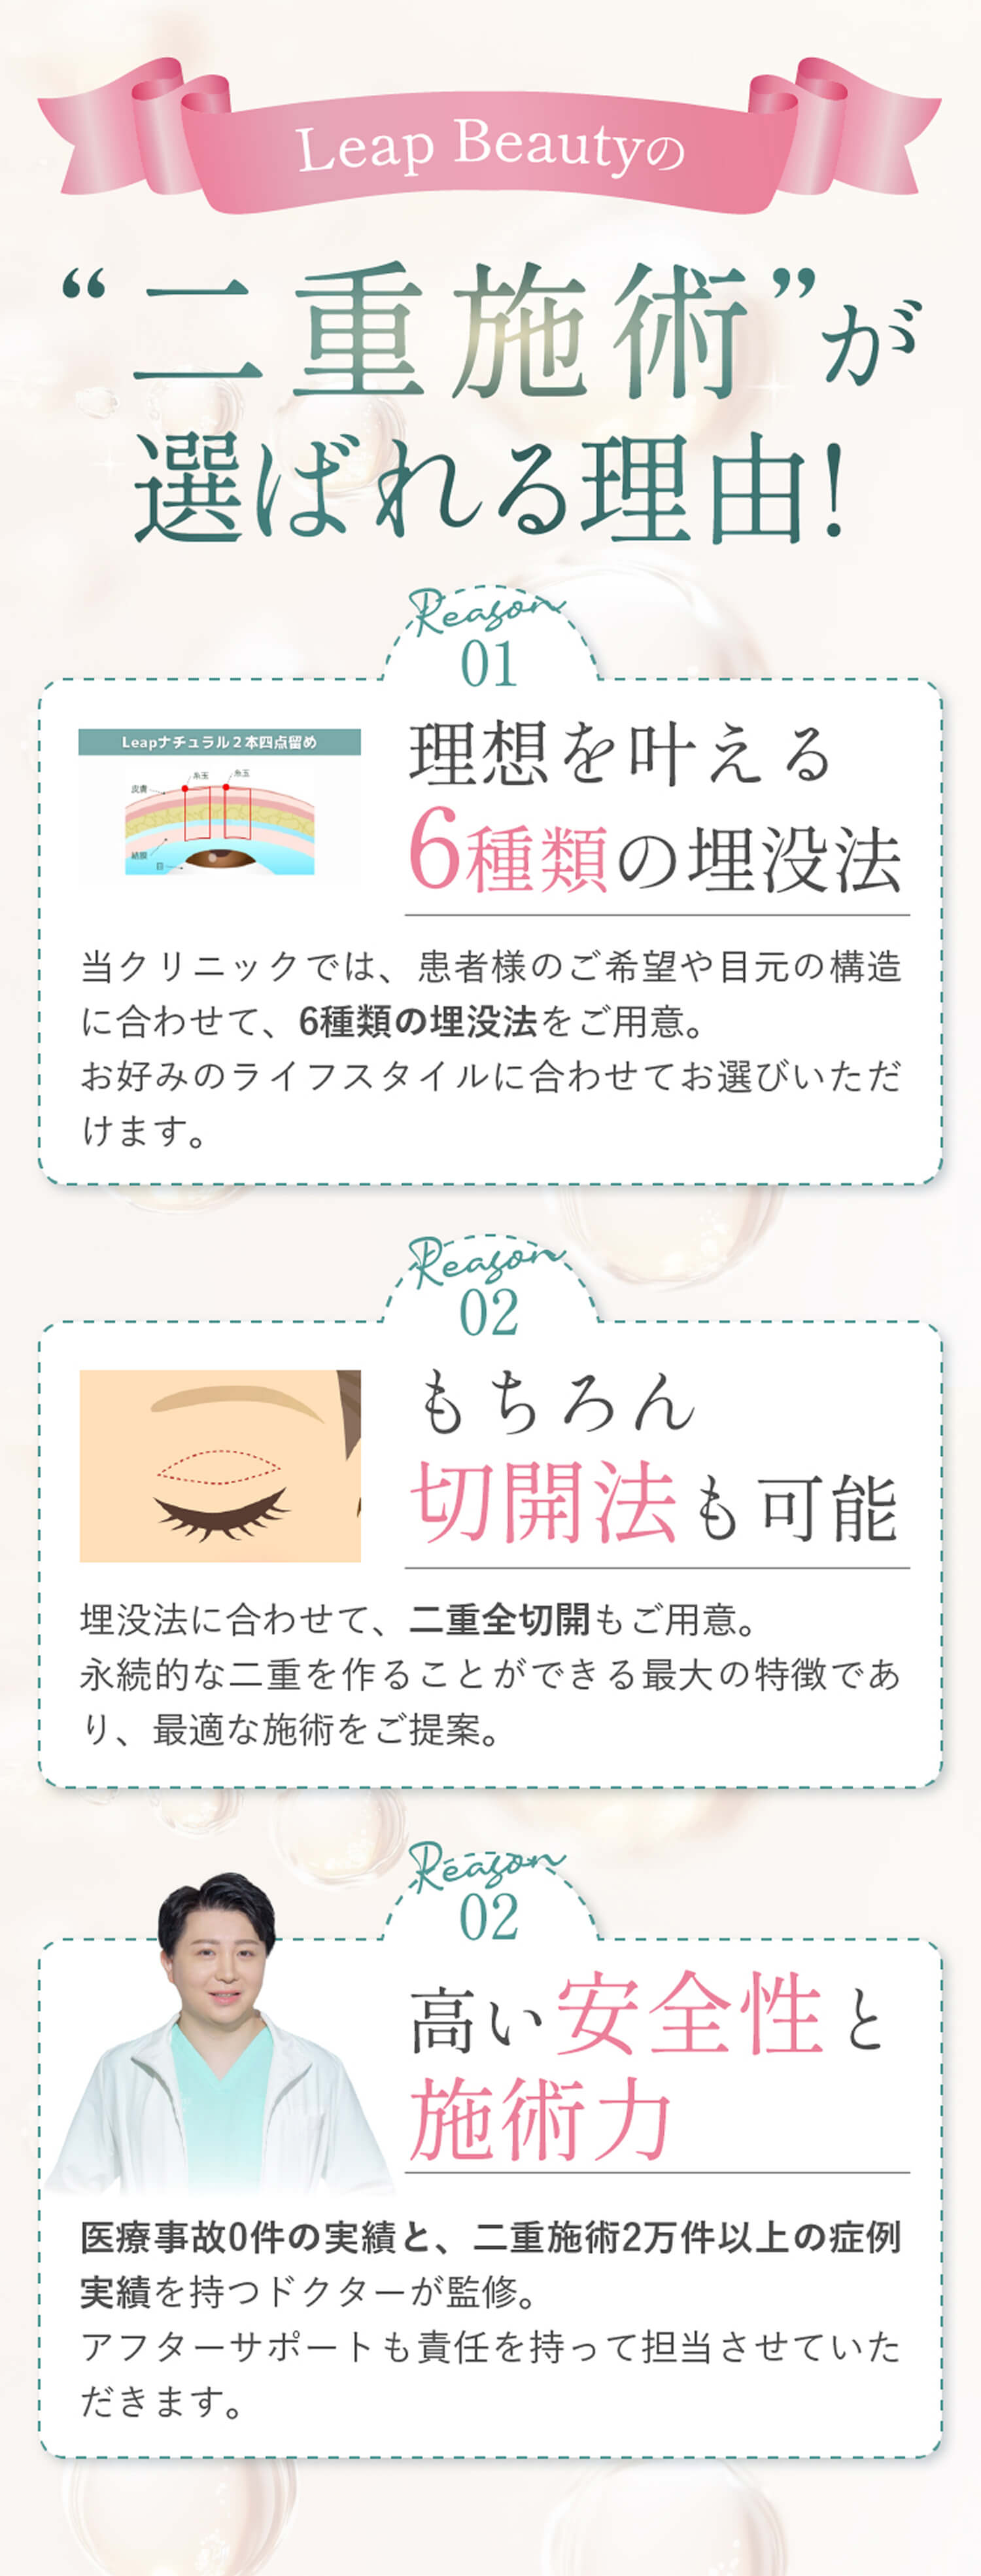 Leap Beautyの
“二重施術”が
選ばれる理由!
Reason
01
Leapナチュラル2本四点留め
糸玉
糸玉
皮膚
結膜
目
理想を叶える
6種類の埋没法
当クリニックでは、患者様のご希望や目元の構造
に合わせて、6種類の埋没法をご用意。
お好みのライフスタイルに合わせてお選びいただ
けます。
Reason
02
もちろん
切開法も可能
埋没法に合わせて、二重全切開もご用意。
永続的な二重を作ることができる最大の特徴であ
り、最適な施術をご提案。
Reason
02
高い安全性と
施術力
医療事故0件の実績と、二重施術2万件以上の症例
実績を持つドクターが監修。
アフターサポートも責任を持って担当させていた
だきます。